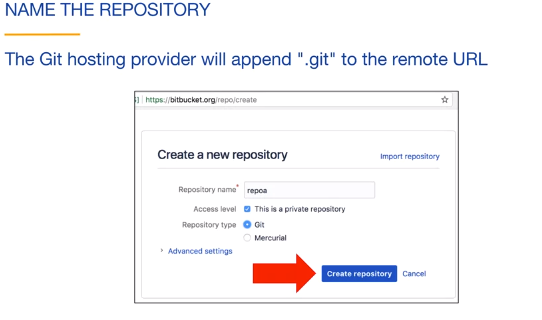 NAME THE REPOSITORY
The Git hosting provider will append ".git" to the remote URL
https://bitbucket.org/repo/create
Create a new repository
Import repository
Repository name* repoa
Access level This is a private repository
Repository type Git
Mercurial
Advanced settings
Create repository Cancel